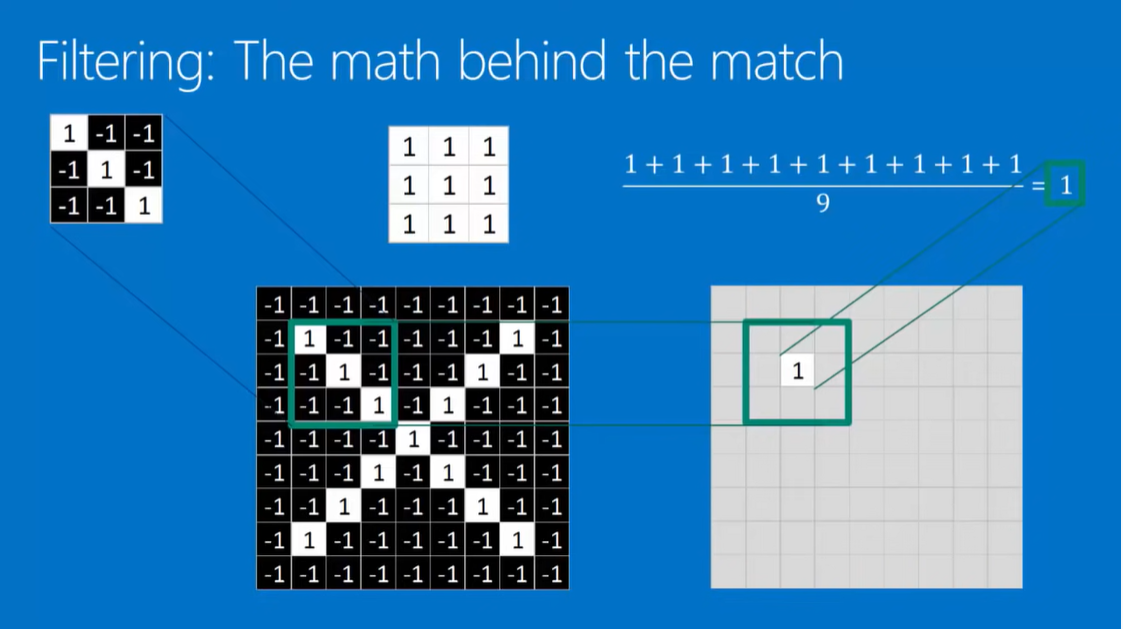 Filtering: The math behind the match
1 -1 -1
-1 1 -1
-1 -1 1
1 1 1
1 1 1
1 1 1
1 + 1 + 1 + 1 + 1 + 1 + 1 + 1 + 1
9
= 1
-1 -1 -1 -1 -1 -1 -1 -1 -1
-1 1 -1 -1 -1 -1 -1 1 -1
-1 -1 1 -1 -1 -1 1 -1 -1
-1 -1 -1 1 -1 1 -1 -1 -1
-1 -1 -1 -1 1 -1 -1 -1 -1
-1 -1 -1 1 -1 1 -1 -1 -1
-1 -1 1 -1 -1 -1 1 -1 -1
-1 1 -1 -1 -1 -1 -1 1 -1
-1 -1 -1 -1 -1 -1 -1 -1 -1
1